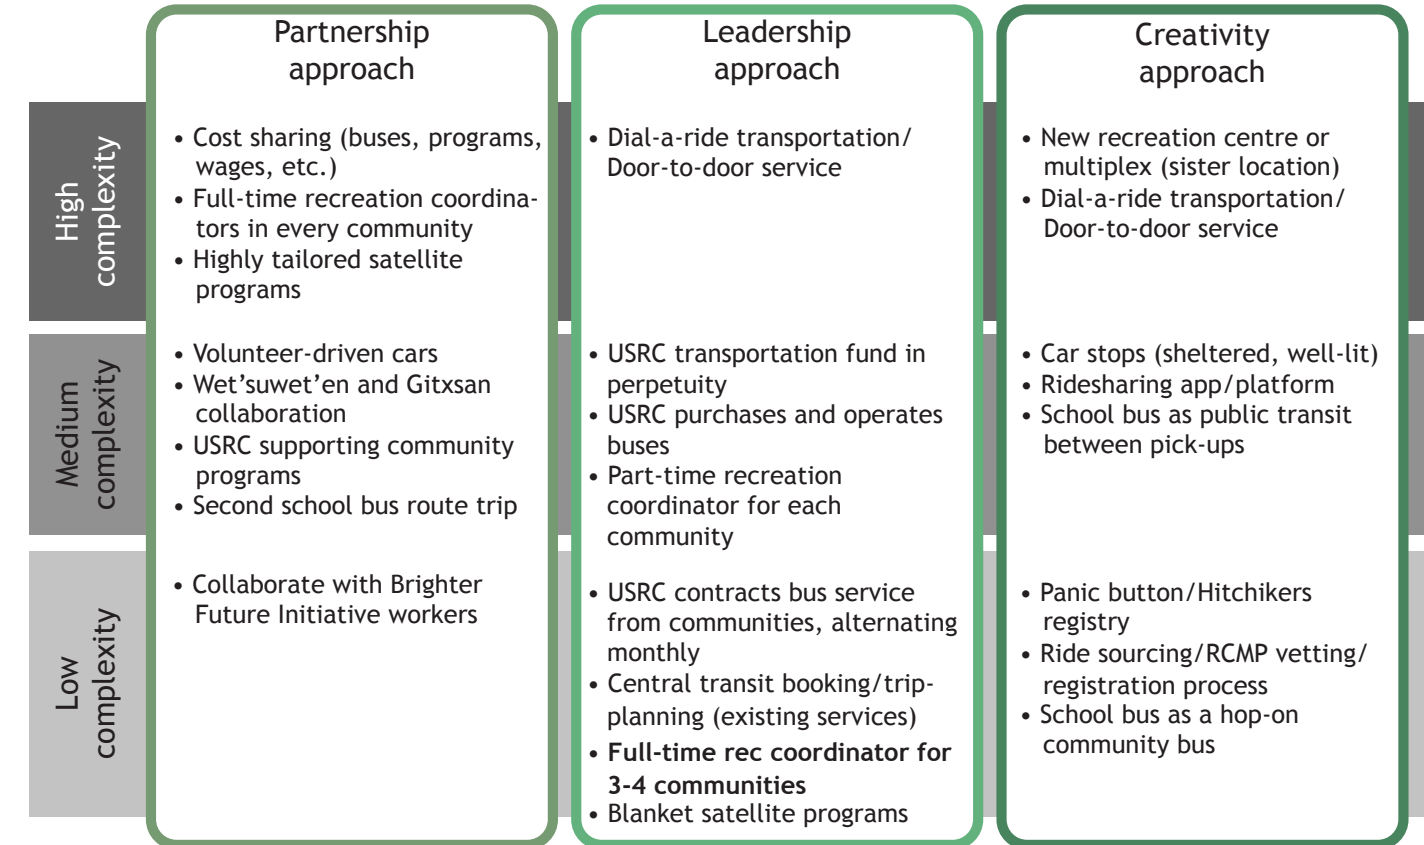 Partnership
approach
Leadership
approach
Creativity
approach
High
complexity
• Cost sharing (buses, programs,
wages, etc.)
• Full-time recreation coordina-
tors in every community
• Highly tailored satellite
programs
• Dial-a-ride transportation/
Door-to-door service
• New recreation centre or
multiplex (sister location)
• Dial-a-ride transportation/
Door-to-door service
Medium
complexity
• Volunteer-driven cars
• Wet’suwet’en and Gitxsan
collaboration
• USRC supporting community
programs
• Second school bus route trip
• USRC transportation fund in
perpetuity
• USRC purchases and operates
buses
• Part-time recreation
coordinator for each
community
• Car stops (sheltered, well-lit)
• Ridesharing app/platform
• School bus as public transit
between pick-ups
Low
complexity
• Collaborate with Brighter
Future Initiative workers
• USRC contracts bus service
from communities, alternating
monthly
• Central transit booking/trip-
planning (existing services)
• Full-time rec coordinator for
3-4 communities
• Blanket satellite programs
• Panic button/Hitchikers
registry
• Ride sourcing/RCMP vetting/
registration process
• School bus as a hop-on
community bus